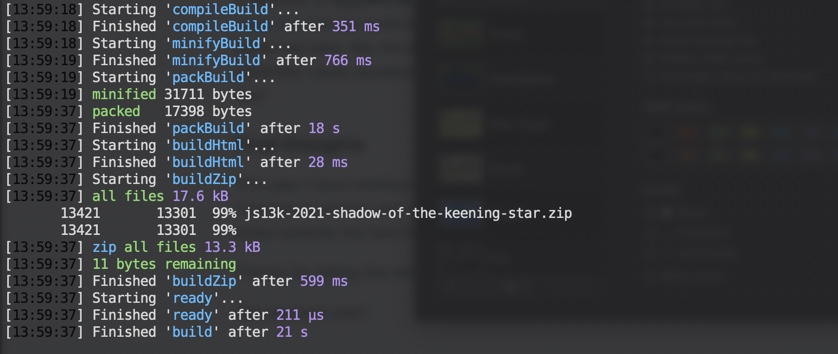 [13:59:18] Starting 'compileBuild'...
[13:59:18] Finished 'compileBuild' after 351 ms
[13:59:18] Starting 'minifyBuild'...
[13:59:19] Finished 'minifyBuild' after 766 ms
[13:59:19] Starting 'packBuild'...
[13:59:19] minified 31711 bytes
[13:59:37] packed   17398 bytes
[13:59:37] Finished 'packBuild' after 18 s
[13:59:37] Starting 'buildHtml'...
[13:59:37] Finished 'buildHtml' after 28 ms
[13:59:37] Starting 'buildZip'...
[13:59:37] all files 17.6 kB
       13421       13301  99% js13k-2021-shadow-of-the-keening-star.zip
       13421       13301  99%
[13:59:37] zip all files 13.3 kB
[13:59:37] 11 bytes remaining
[13:59:37] Finished 'buildZip' after 599 ms
[13:59:37] Starting 'ready'...
[13:59:37] Finished 'ready' after 211 μs
[13:59:37] Finished 'build' after 21 s